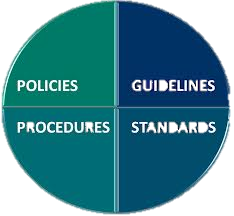 POLICIES
GUIDELINES
PROCEDURES
STANDARDS